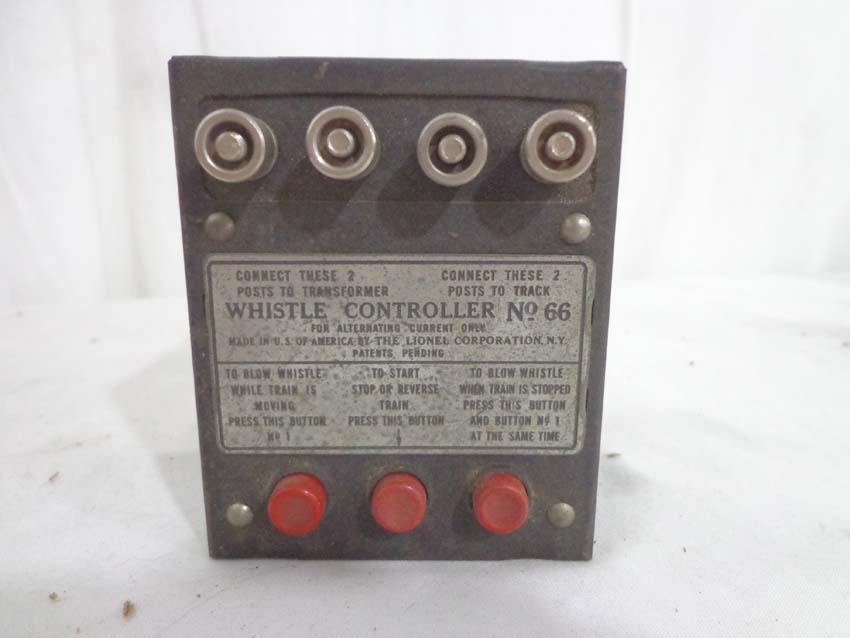 CONNECT THESE 2
POSTS TO TRANSFORMER
CONNECT THESE 2
POSTS TO TRACK
WHISTLE CONTROLLER Nº 66
FOR ALTERNATING CURRENT ONLY
MADE IN U.S. OF AMERICA BY THE LIONEL CORPORATION, N.Y.
PATENTS PENDING
TO BLOW WHISTLE
WHILE TRAIN IS
MOVING
PRESS THIS BUTTON
Nº 1
TO START
STOP OR REVERSE
TRAIN
PRESS THIS BUTTON
TO BLOW WHISTLE
WHEN TRAIN IS STOPPED
PRESS THIS BUTTON
AND BUTTON Nº 1
AT THE SAME TIME